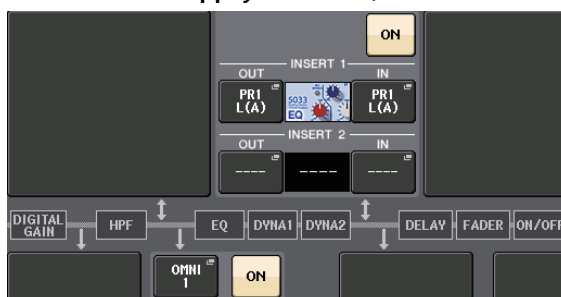 ON
INSERT 1
OUT IN
PR1 L(A)
5033 EQ
PR1 L(A)
INSERT 2
OUT IN
---- ---- ----
DIGITAL GAIN HPF EQ DYNA1 DYNA2 DELAY FADER ON/OFF
OMNI 1
ON